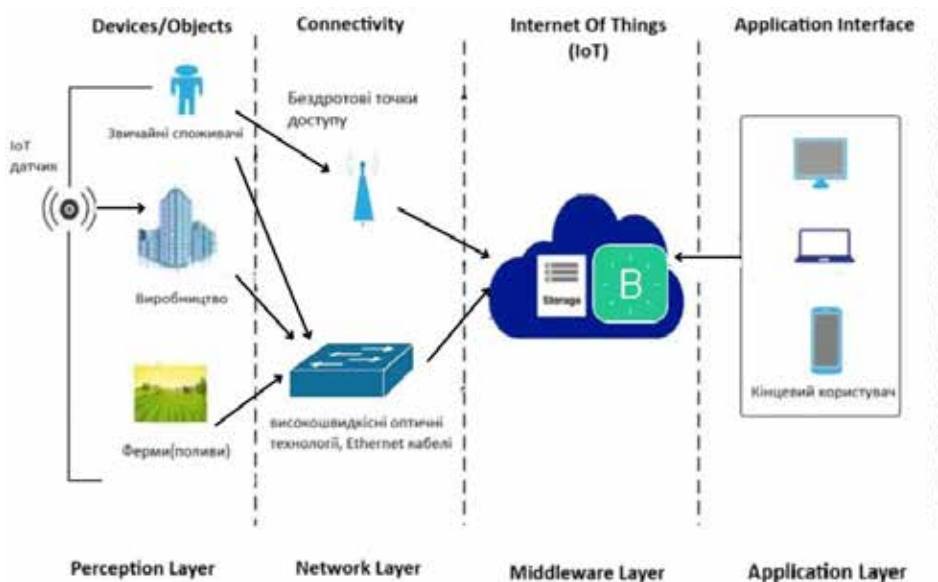 Devices/Objects
Connectivity
Internet Of Things
(IoT)
Application Interface
Бездротові точки
доступу
Звичайні споживачі
IoT
датчик
Storage
B
Виробництво
Кінцевий користувач
високошвидкісні оптичні
технології, Ethernet кабелі
Ферми(поливи)
Perception Layer
Network Layer
Middleware Layer
Application Layer